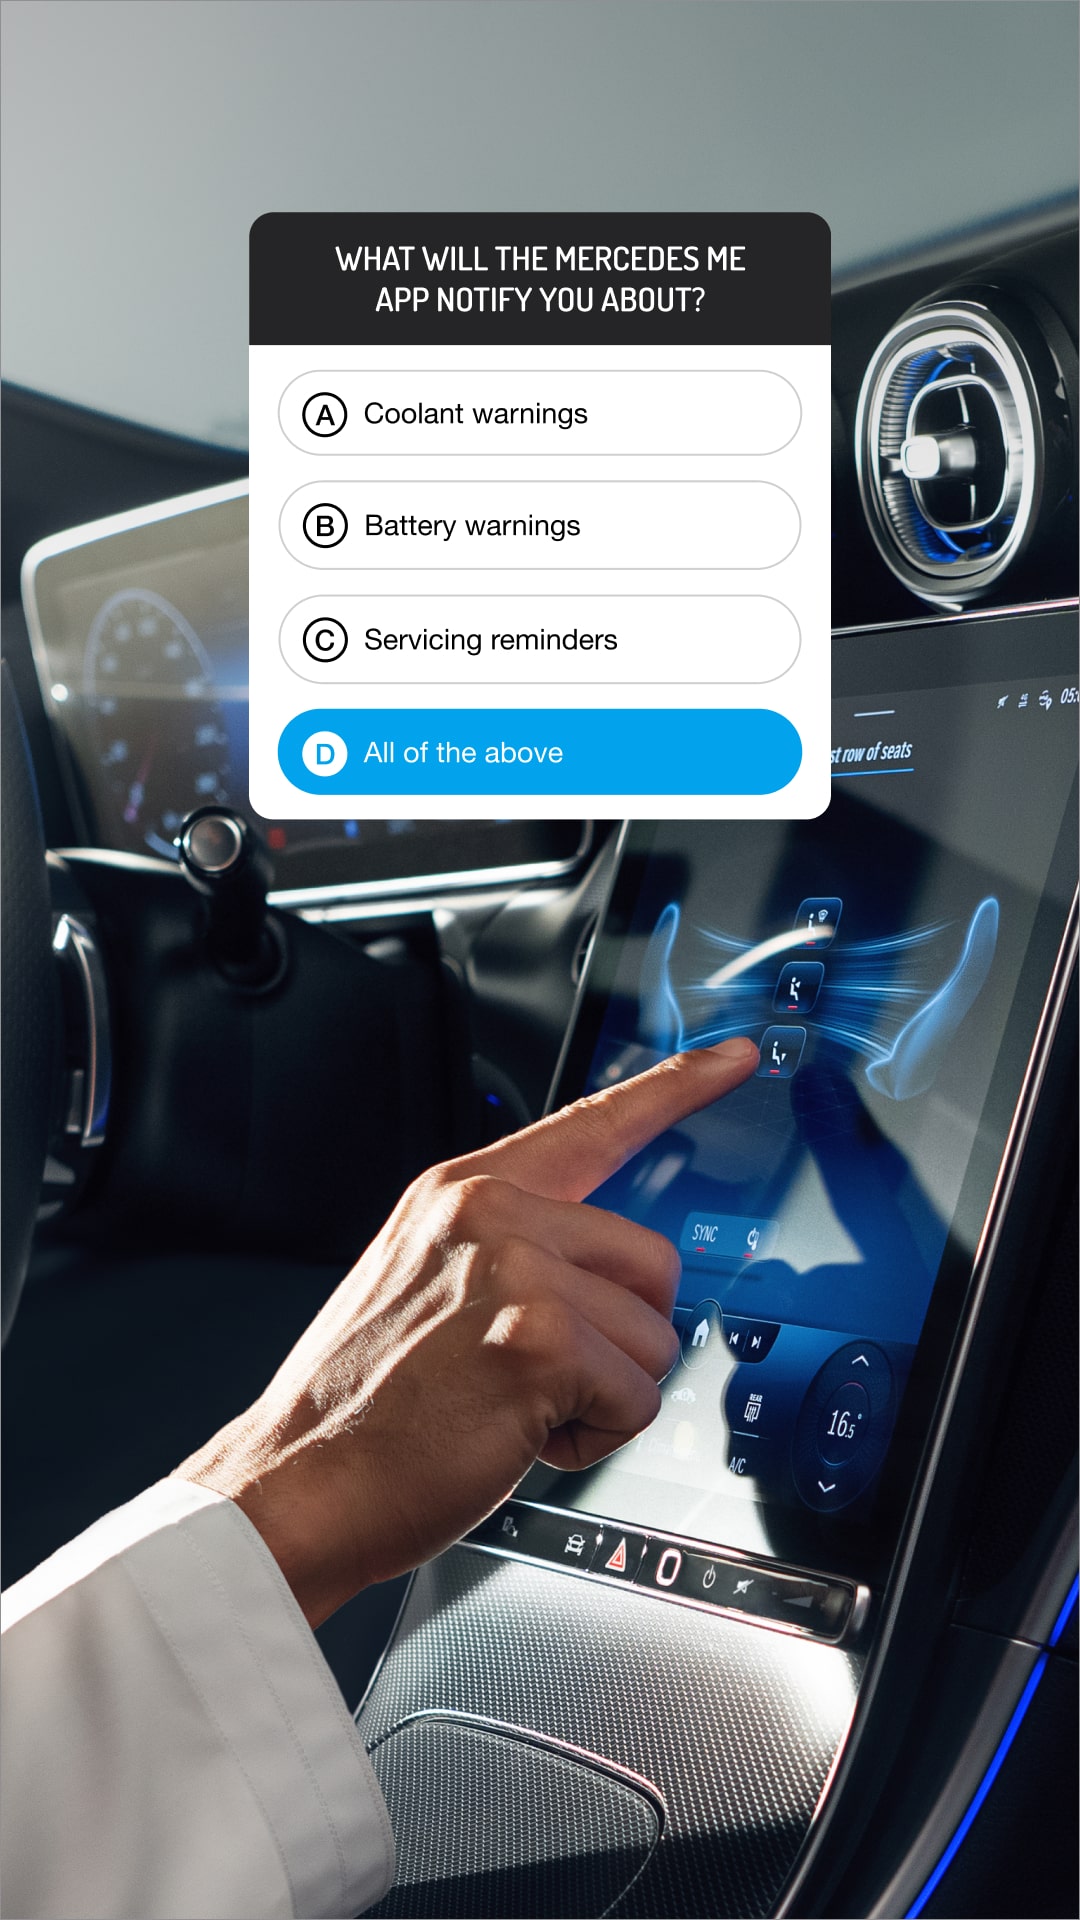 WHAT WILL THE MERCEDES ME
APP NOTIFY YOU ABOUT?
A Coolant warnings
B Battery warnings
C Servicing reminders
D All of the above
05:
st row of seats
SYNC
REAR
16.5°
A/C